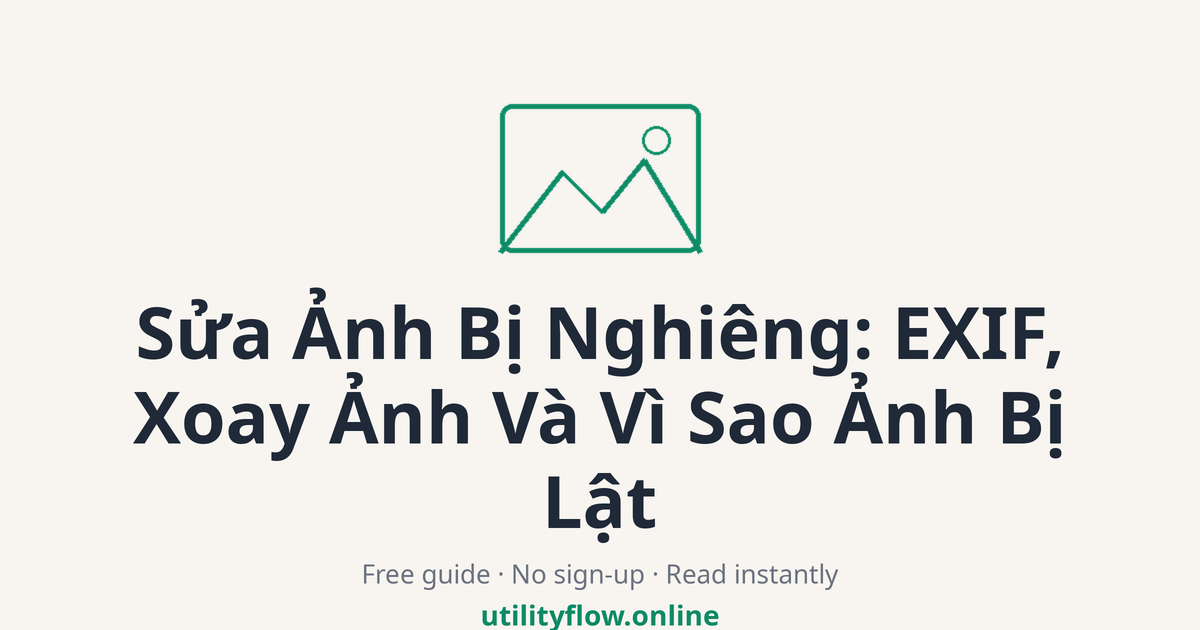 Sửa Ảnh Bị Nghiêng: EXIF,
Xoay Ảnh Và Vì Sao Ảnh Bị
Lật
Free guide · No sign-up · Read instantly
utilityflow.online